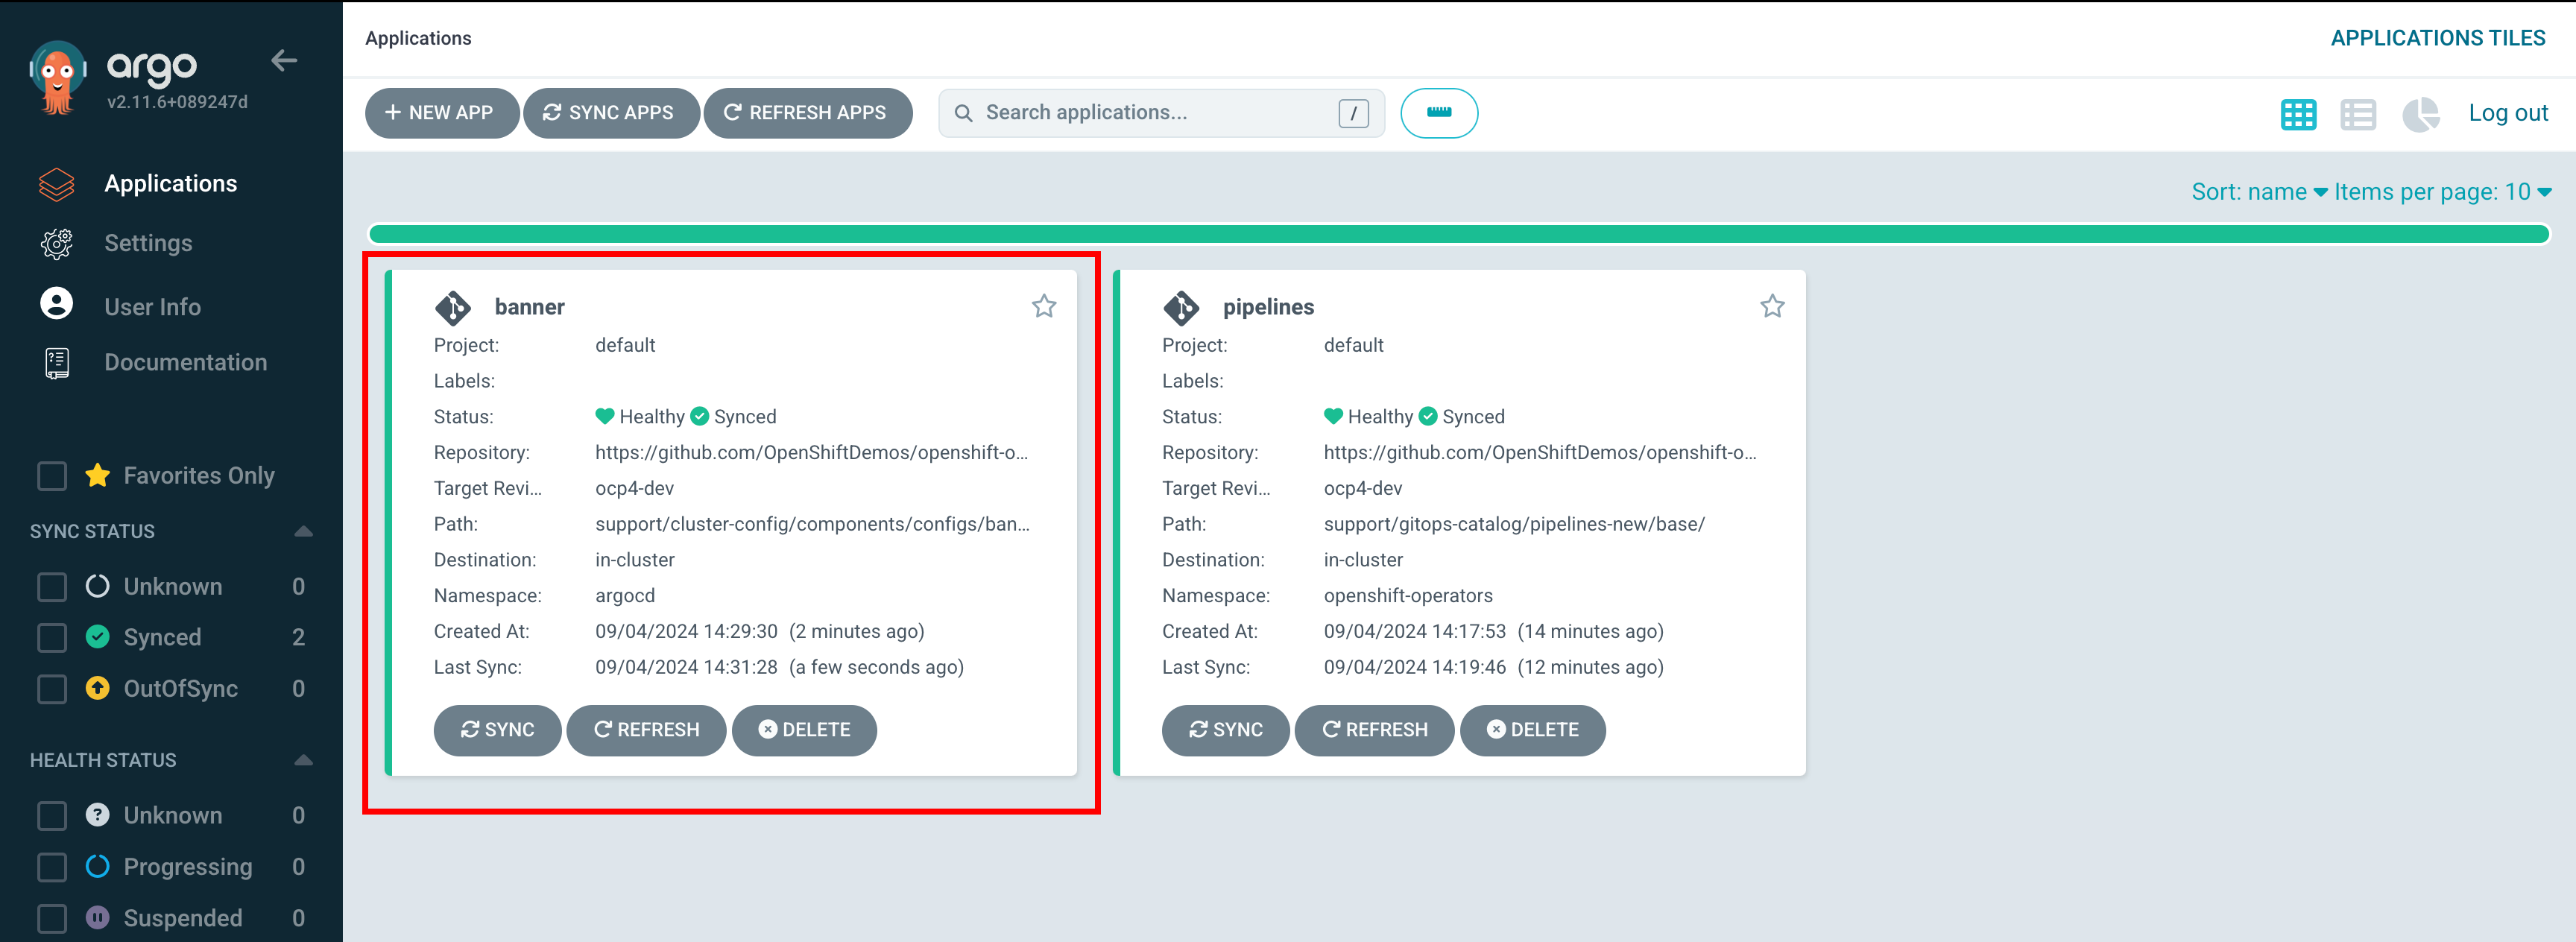 argo
v2.11.6+089247d
Applications
Settings
User Info
Documentation
Favorites Only
SYNC STATUS
Unknown 0
Synced 2
OutOfSync 0
HEALTH STATUS
Unknown 0
Progressing 0
Suspended 0
Applications
APPLICATIONS TILES
+ NEW APP
SYNC APPS
REFRESH APPS
Search applications... /
Log out
Sort: name Items per page: 10
banner
Project: default
Labels:
Status: Healthy Synced
Repository: https://github.com/OpenShiftDemos/openshift-o...
Target Revi... ocp4-dev
Path: support/cluster-config/components/configs/ban...
Destination: in-cluster
Namespace: argocd
Created At: 09/04/2024 14:29:30 (2 minutes ago)
Last Sync: 09/04/2024 14:31:28 (a few seconds ago)
SYNC REFRESH DELETE
pipelines
Project: default
Labels:
Status: Healthy Synced
Repository: https://github.com/OpenShiftDemos/openshift-o...
Target Revi... ocp4-dev
Path: support/gitops-catalog/pipelines-new/base/
Destination: in-cluster
Namespace: openshift-operators
Created At: 09/04/2024 14:17:53 (14 minutes ago)
Last Sync: 09/04/2024 14:19:46 (12 minutes ago)
SYNC REFRESH DELETE